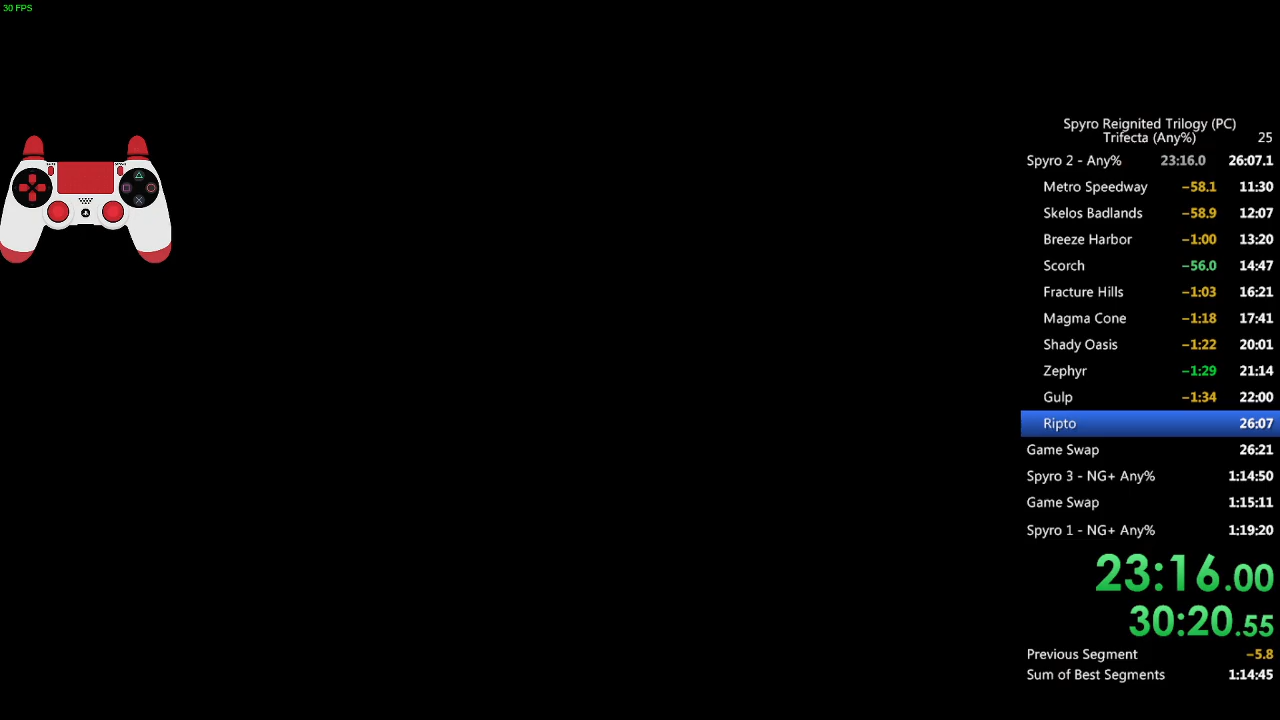 30 FPS
Spyro Reignited Trilogy (PC)
Trifecta (Any%) 25
Spyro 2 - Any% 23:16.0 26:07.1
Metro Speedway −58.1 11:30
Skelos Badlands −58.9 12:07
Breeze Harbor −1:00 13:20
Scorch −56.0 14:47
Fracture Hills −1:03 16:21
Magma Cone −1:18 17:41
Shady Oasis −1:22 20:01
Zephyr −1:29 21:14
Gulp −1:34 22:00
Ripto 26:07
Game Swap 26:21
Spyro 3 - NG+ Any% 1:14:50
Game Swap 1:15:11
Spyro 1 - NG+ Any% 1:19:20
23:16.00
30:20.55
Previous Segment −5.8
Sum of Best Segments 1:14:45